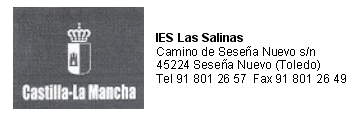 Castilla-La Mancha
IES Las Salinas
Camino de Seseña Nuevo s/n
45224 Seseña Nuevo (Toledo)
Tel 91 801 26 57  Fax 91 801 26 49